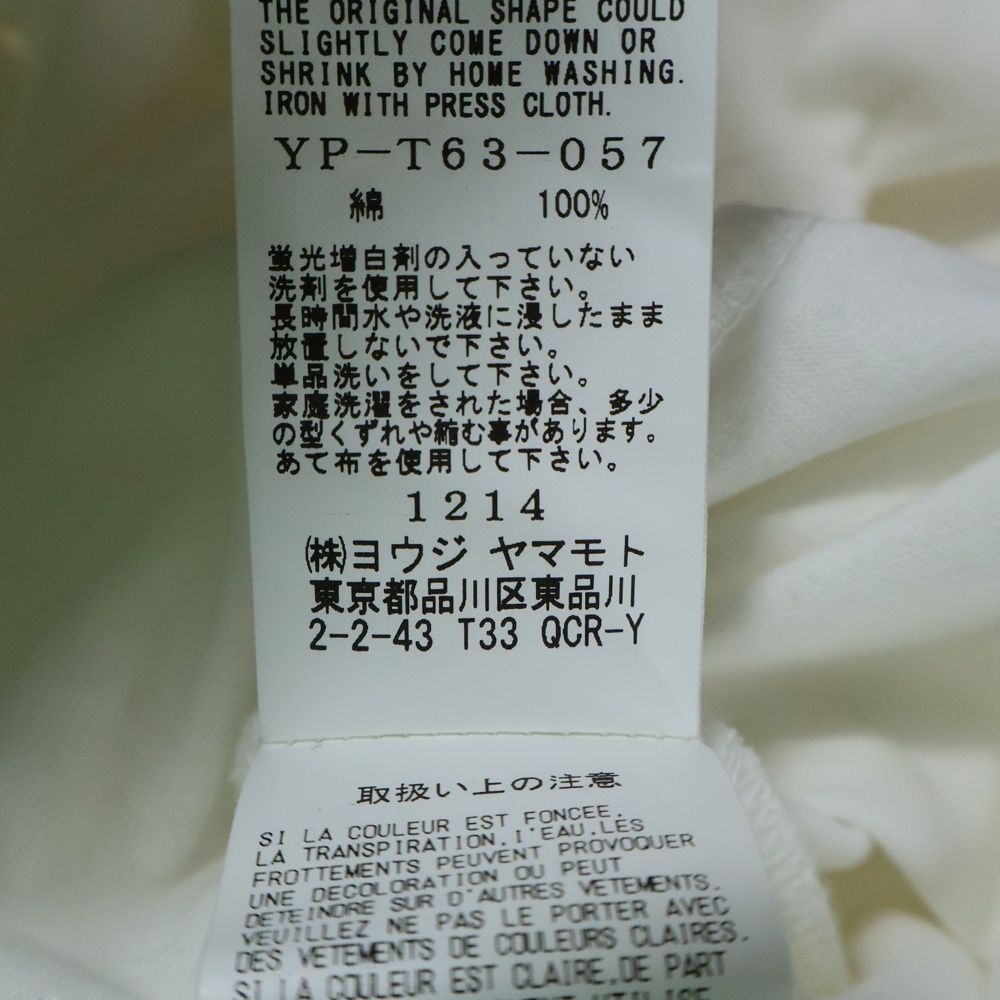 THE ORIGINAL SHAPE COULD
SLIGHTLY COME DOWN OR
SHRINK BY HOME WASHING.
IRON WITH PRESS CLOTH.
YP-T63-057
綿 100%
蛍光増白剤の入っていない
洗剤を使用して下さい。
長時間水や洗液に浸したまま
放置しないで下さい。
単品洗いをして下さい。
家庭洗濯をされた場合、多少
の型くずれや縮む事があります。
あて布を使用して下さい。
1214
㈱ヨウジ ヤマモト
東京都品川区東品川
2-2-43 T33 QCR-Y
取扱い上の注意
SI LA COULEUR EST FONCEE,
LA TRANSPIRATION,I'EAU,LES
FROTTEMENTS PEUVENT PROVOQUER
UNE DECOLORATION OU PEUT
DETEINDRE SUR D'AUTRES VETEMENTS.
VEUILLEZ NE PAS LE PORTER AVEC
DES VETEMENTS DE COULEURS CLAIRES.
SI LA COULEUR EST CLAIRE,DE PART